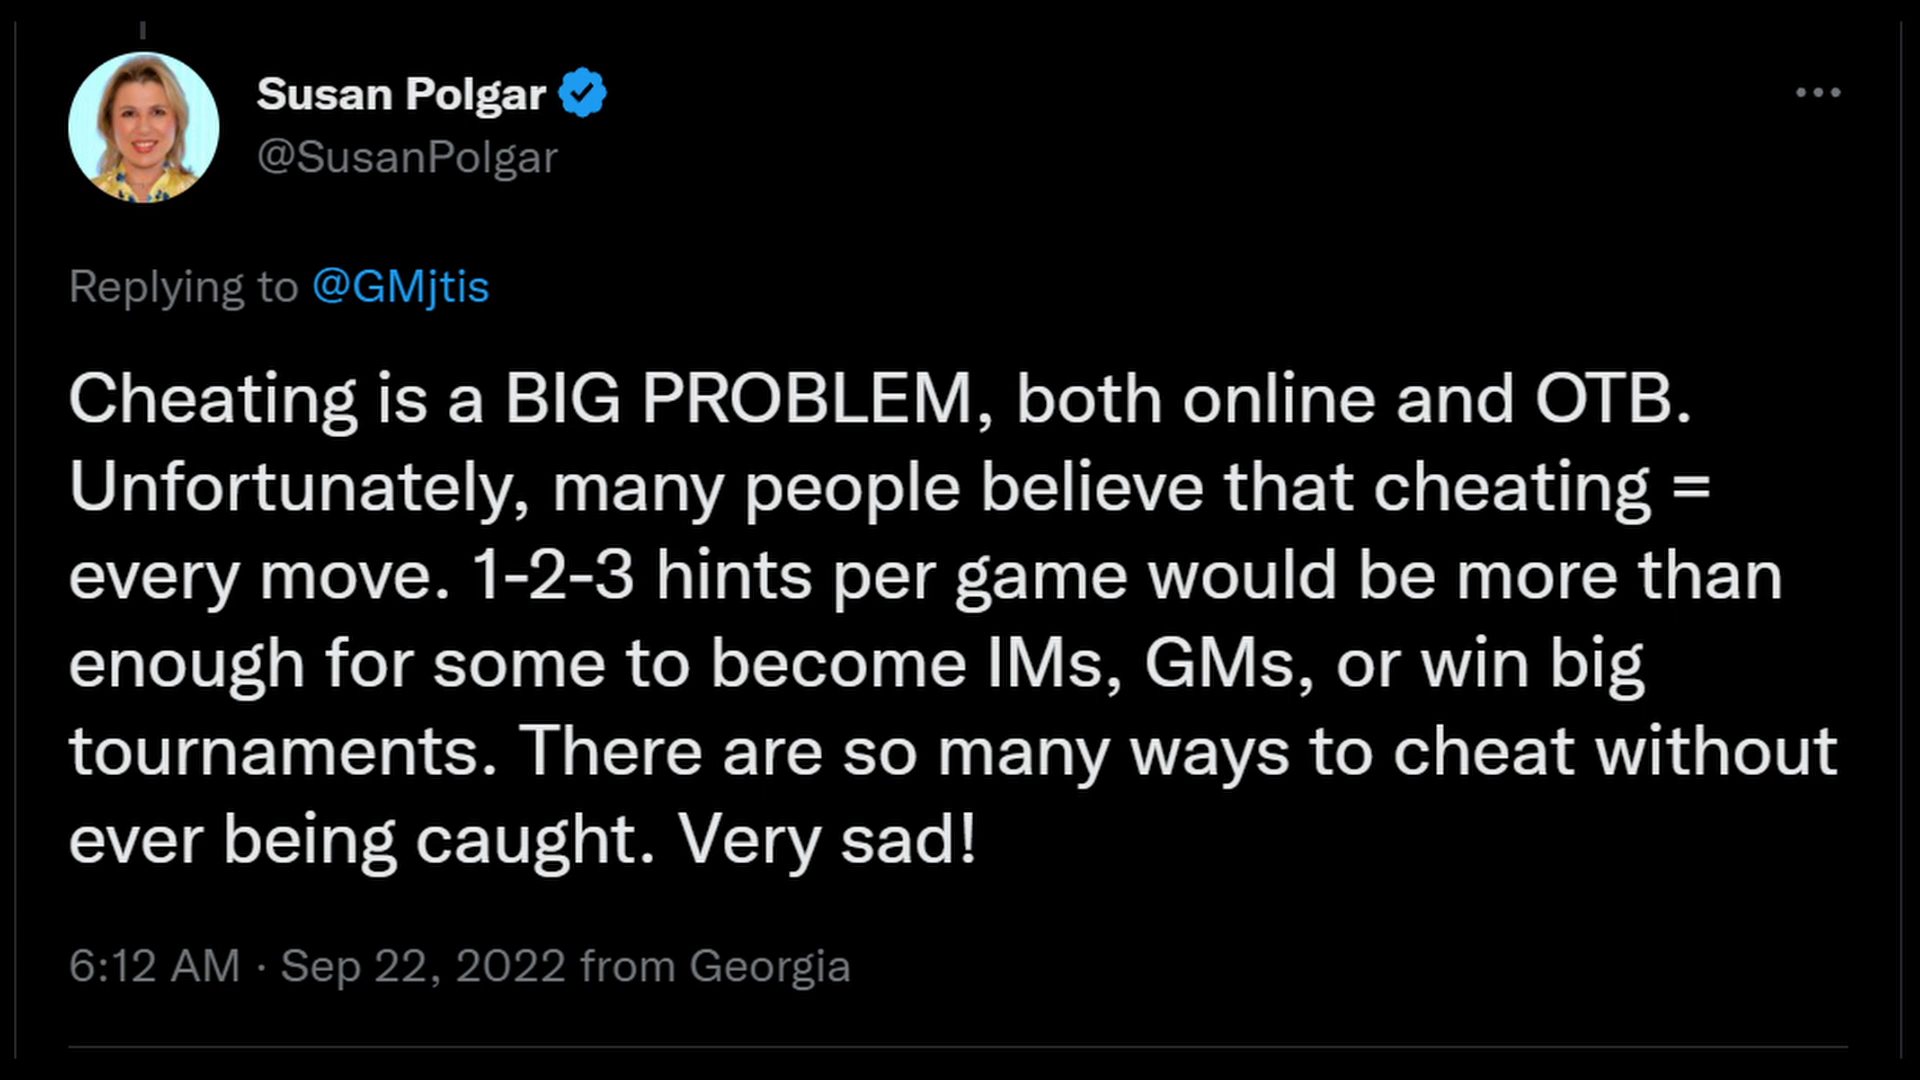 Susan Polgar
@SusanPolgar
Replying to @GMjtis
Cheating is a BIG PROBLEM, both online and OTB.
Unfortunately, many people believe that cheating =
every move. 1-2-3 hints per game would be more than
enough for some to become IMs, GMs, or win big
tournaments. There are so many ways to cheat without
ever being caught. Very sad!
6:12 AM · Sep 22, 2022 from Georgia